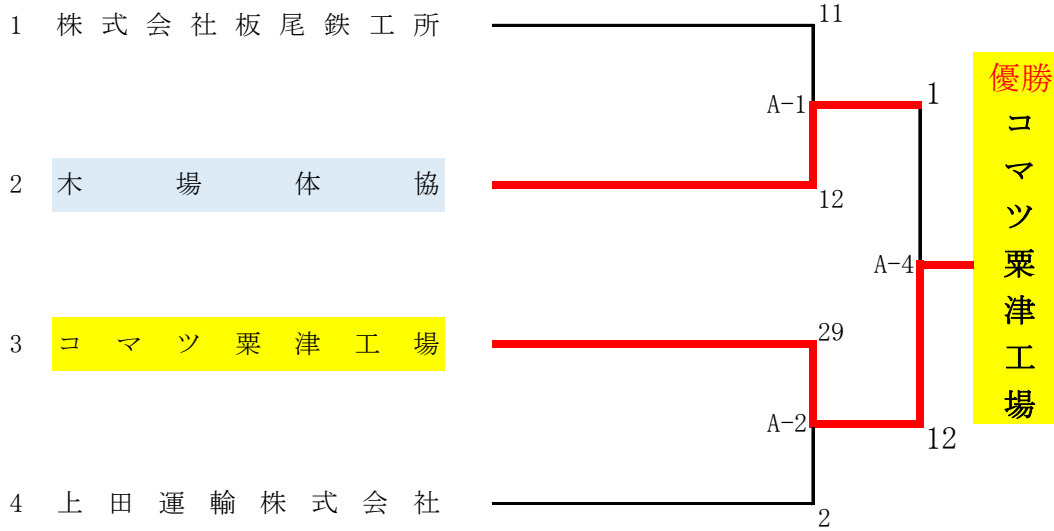 1 株式会社板尾鉄工所
11
A-1
1
2 木場体協
12
A-4
3 コマツ粟津工場
29
A-2
12
4 上田運輸株式会社
2
優勝
コマツ粟津工場